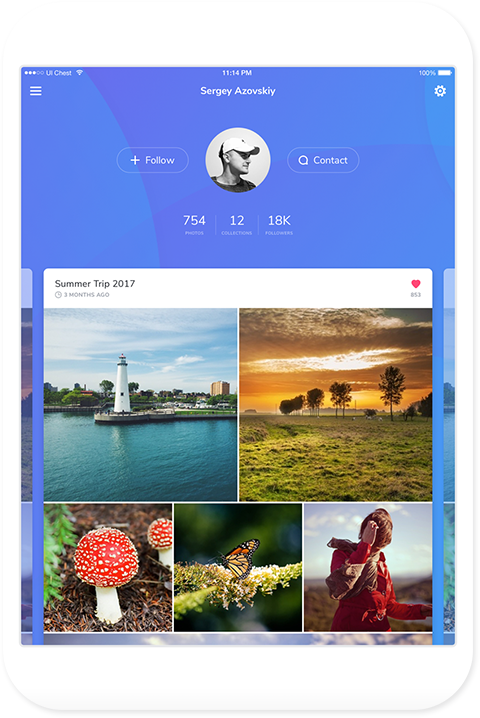 UI Chest
11:14 PM
100%
Sergey Azovskiy
Follow
Contact
754
12
18K
PHOTOS
COLLECTIONS
FOLLOWERS
Summer Trip 2017
3 MONTHS AGO
853